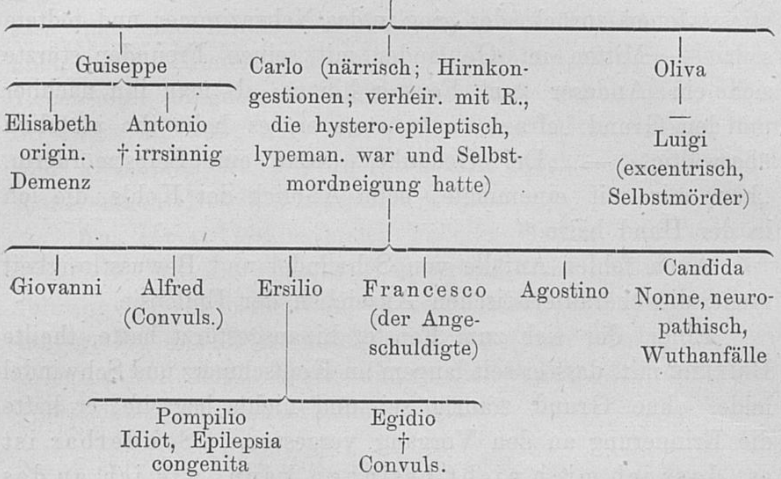 Guiseppe
Elisabeth
origin.
Demenz
Antonio
† irrsinnig
Carlo (närrisch; Hirnkon-
gestionen; verheir. mit R.,
die hystero-epileptisch,
lypeman. war und Selbst-
mordneigung hatte)
Oliva
Luigi
(excentrisch,
Selbstmörder)
Giovanni
Alfred
(Convuls.)
Ersilio
Francesco
(der Ange-
schuldigte)
Agostino
Candida
Nonne, neuro-
pathisch,
Wuthanfälle
Pompilio
Idiot, Epilepsia
congenita
Egidio
†
Convuls.